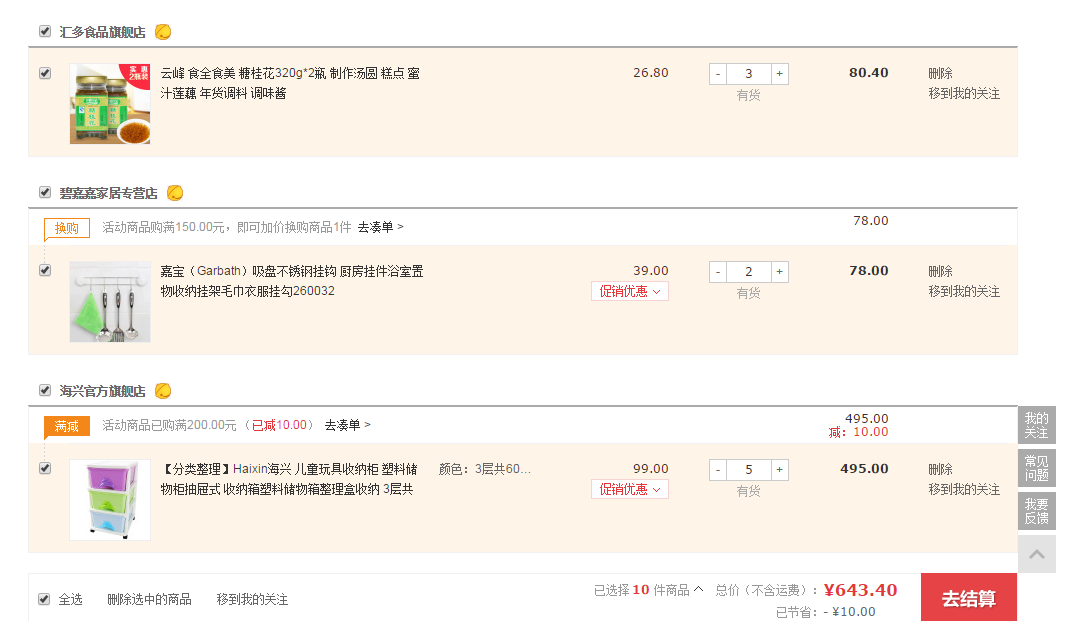 汇多食品旗舰店
实惠
2瓶装
云峰 食全食美 糖桂花320g*2瓶 制作汤圆 糕点 蜜
汁莲藕 年货调料 调味酱
26.80
- 3 +
有货
80.40
删除
移到我的关注
碧嘉嘉家居专营店
换购 活动商品购满150.00元，即可加价换购商品1件 去凑单 >
78.00
嘉宝（Garbath）吸盘不锈钢挂钩 厨房挂件浴室置
物收纳挂架毛巾衣服挂勾260032
39.00
促销优惠
- 2 +
有货
78.00
删除
移到我的关注
海兴官方旗舰店
满减 活动商品已购满200.00元 （已减10.00） 去凑单 >
495.00
减：10.00
【分类整理】Haixin海兴 儿童玩具收纳柜 塑料储
物柜抽屉式 收纳箱塑料储物箱整理盒收纳 3层共
颜色：3层共60...
99.00
促销优惠
- 5 +
有货
495.00
删除
移到我的关注
我的
关注
常见
问题
我要
反馈
全选 删除选中的商品 移到我的关注
已选择 10 件商品 总价（不含运费）：¥643.40
已节省：- ¥10.00
去结算